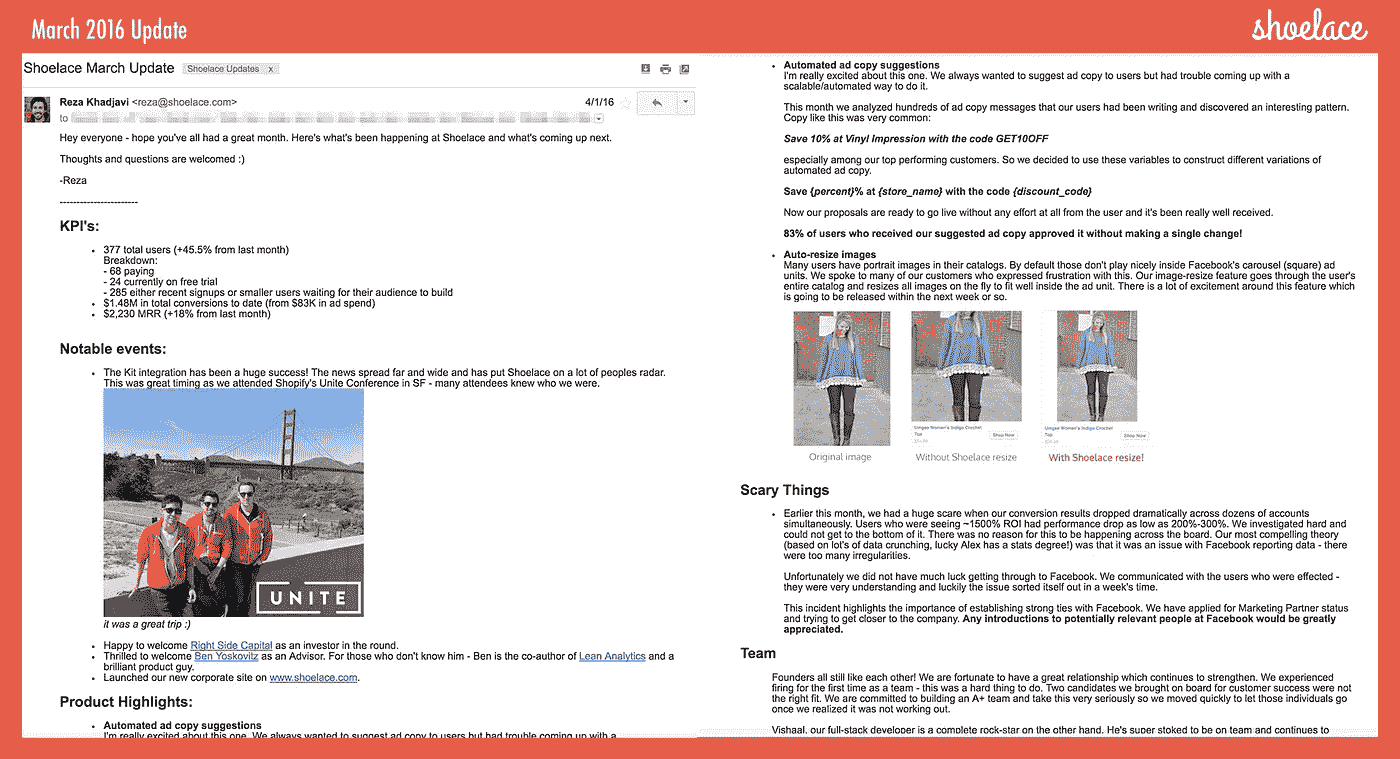 March 2016 Update
shoelace
Shoelace March Update
Shoelace Updates x
Reza Khadjavi <reza@shoelace.com>
4/1/16
to
Hey everyone - hope you've all had a great month. Here's what's been happening at Shoelace and what's coming up next.
Thoughts and questions are welcomed :)
-Reza
-----------------------
KPI's:
• 377 total users (+45.5% from last month)
Breakdown:
- 68 paying
- 24 currently on free trial
- 285 either recent signups or smaller users waiting for their audience to build
• $1.48M in total conversions to date (from $83K in ad spend)
• $2,230 MRR (+18% from last month)
Notable events:
• The Kit integration has been a huge success! The news spread far and wide and has put Shoelace on a lot of peoples radar.
This was great timing as we attended Shopify's Unite Conference in SF - many attendees knew who we were.
UNITE
it was a great trip :)
• Happy to welcome Right Side Capital as an investor in the round.
• Thrilled to welcome Ben Yoskovitz as an Advisor. For those who don't know him - Ben is the co-author of Lean Analytics and a
brilliant product guy.
• Launched our new corporate site on www.shoelace.com.
Product Highlights:
• Automated ad copy suggestions
I'm really excited about this one. We always wanted to suggest ad copy to users but had trouble coming up with a
• Automated ad copy suggestions
I'm really excited about this one. We always wanted to suggest ad copy to users but had trouble coming up with a
scalable/automated way to do it.
This month we analyzed hundreds of ad copy messages that our users had been writing and discovered an interesting pattern.
Copy like this was very common:
Save 10% at Vinyl Impression with the code GET10OFF
especially among our top performing customers. So we decided to use these variables to construct different variations of
automated ad copy.
Save {percent}% at {store_name} with the code {discount_code}
Now our proposals are ready to go live without any effort at all from the user and it's been really well received.
83% of users who received our suggested ad copy approved it without making a single change!
• Auto-resize images
Many users have portrait images in their catalogs. By default those don't play nicely inside Facebook's carousel (square) ad
units. We spoke to many of our customers who expressed frustration with this. Our image-resize feature goes through the user's
entire catalog and resizes all images on the fly to fit well inside the ad unit. There is a lot of excitement around this feature which
is going to be released within the next week or so.
Umgee Women's Indigo Crochet
Top
Shop Now
Umgee Women's Indigo Crochet
Top
Shop Now
Original image
Without Shoelace resize
With Shoelace resize!
Scary Things
• Earlier this month, we had a huge scare when our conversion results dropped dramatically across dozens of accounts
simultaneously. Users who were seeing ~1500% ROI had performance drop as low as 200%-300%. We investigated hard and
could not get to the bottom of it. There was no reason for this to be happening across the board. Our most compelling theory
(based on lot's of data crunching, lucky Alex has a stats degree!) was that it was an issue with Facebook reporting data - there
were too many irregularities.
Unfortunately we did not have much luck getting through to Facebook. We communicated with the users who were effected -
they were very understanding and luckily the issue sorted itself out in a week's time.
This incident highlights the importance of establishing strong ties with Facebook. We have applied for Marketing Partner status
and trying to get closer to the company. Any introductions to potentially relevant people at Facebook would be greatly
appreciated.
Team
Founders all still like each other! We are fortunate to have a great relationship which continues to strengthen. We experienced
firing for the first time as a team - this was a hard thing to do. Two candidates we brought on board for customer success were not
the right fit. We are committed to building an A+ team and take this very seriously so we moved quickly to let those individuals go
once we realized it was not working out.
Vishaal, our full-stack developer is a complete rock-star on the other hand. He's super stoked to be on team and continues to